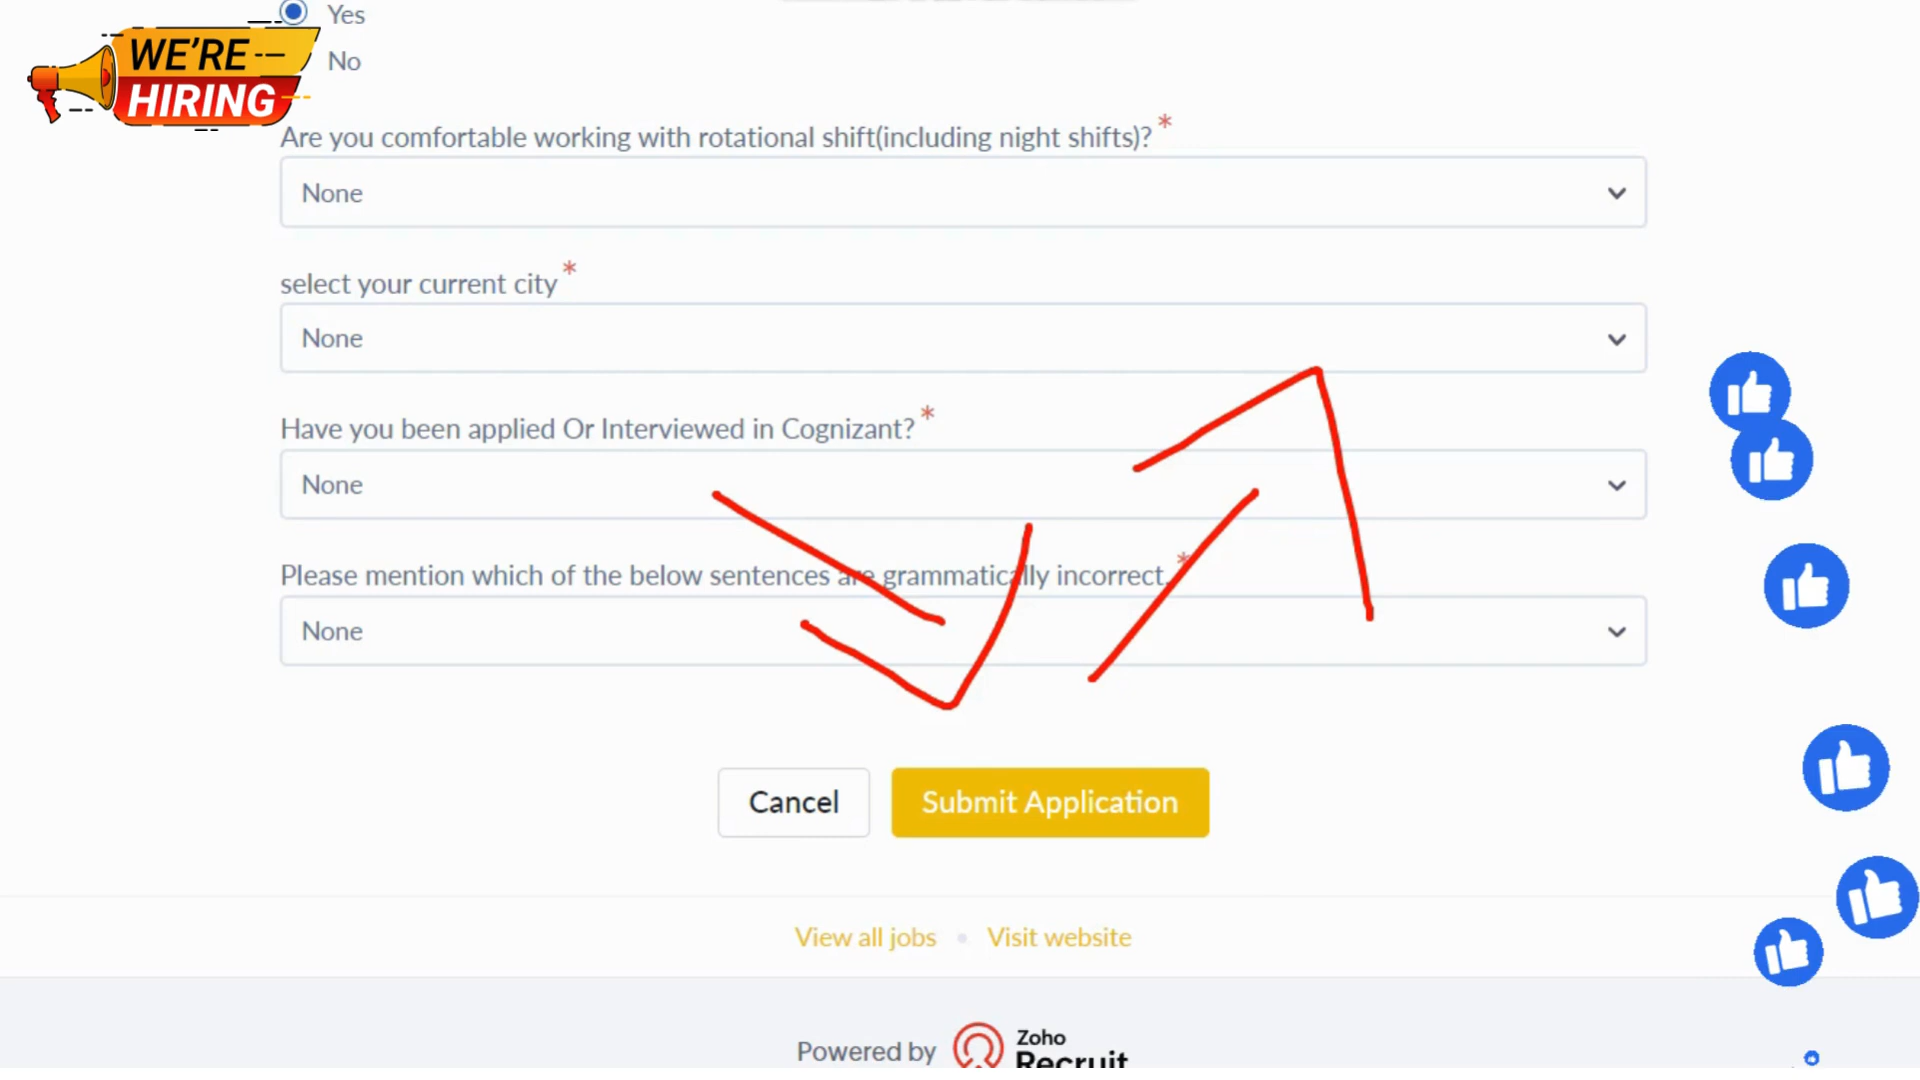 Yes
WE'RE
HIRING
No
Are you comfortable working with rotational shift(including night shifts)? *
None
select your current city *
None
Have you been applied Or Interviewed in Cognizant? *
None
Please mention which of the below sentences are grammatically incorrect. *
None
Cancel
Submit Application
View all jobs • Visit website
Powered by Zoho
Recruit